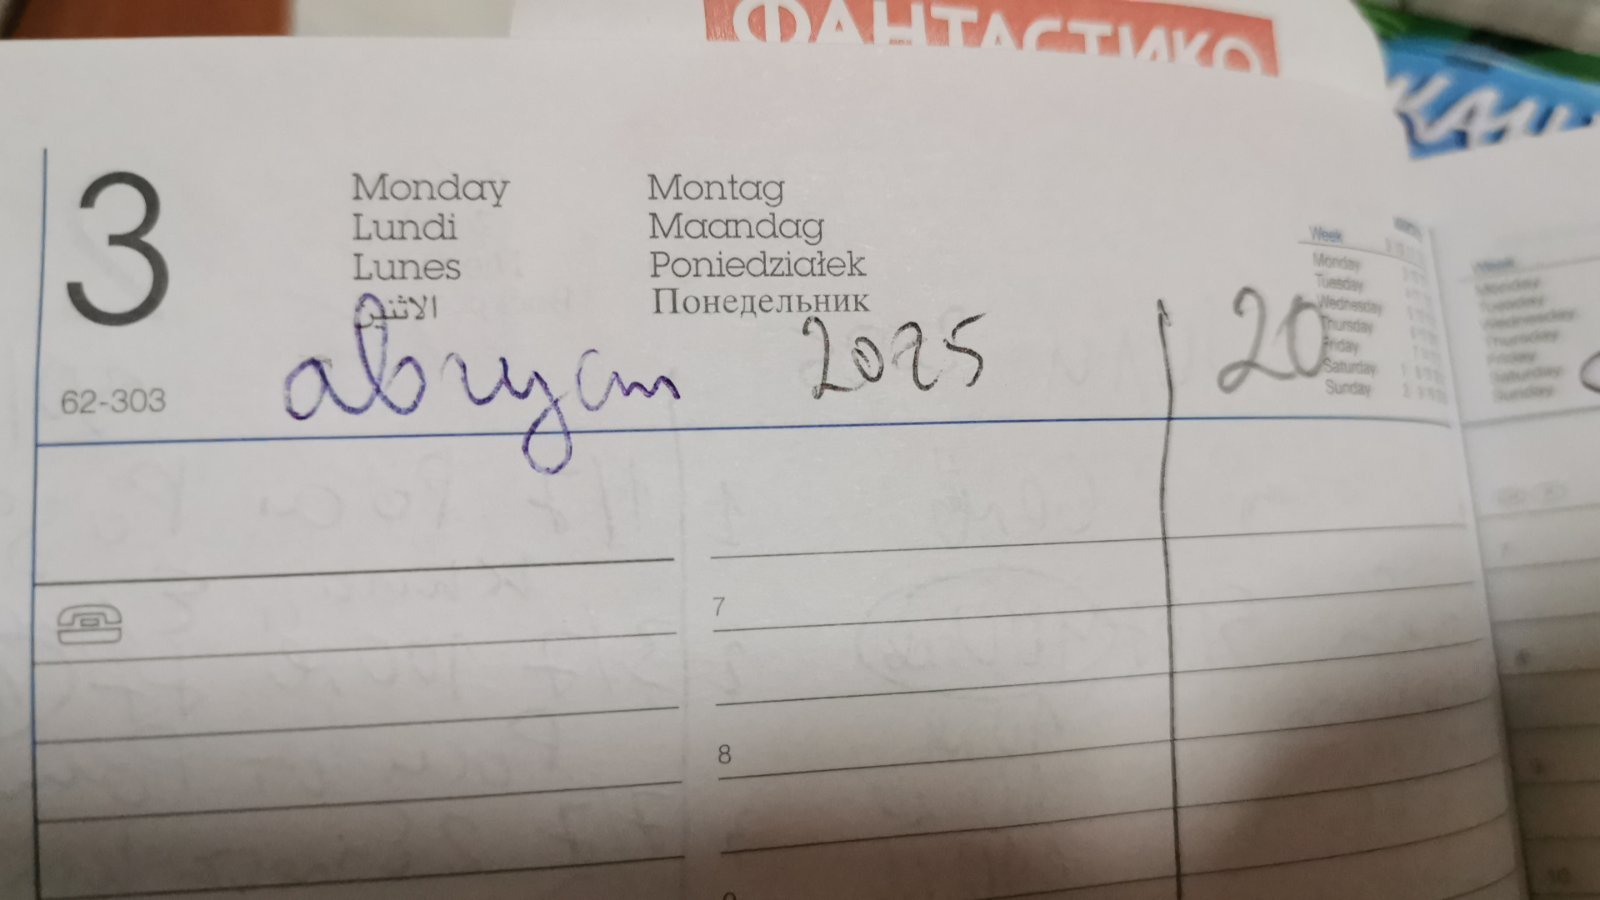 ФАНТАСТИКО
3
Monday Montag
Lundi Maandag
Lunes Poniedziałek
الاثنين Понедельник
62-303
август 2025
20
Week
Monday
Tuesday
Wednesday
Thursday
Friday
Saturday
Sunday
7
8